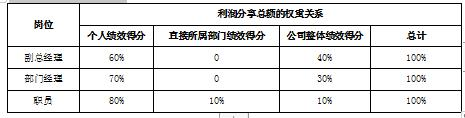 岗位 利润分享总额的权重关系
个人绩效得分 直接所属部门绩效得分 公司整体绩效得分 总计
副总经理 60% 0 40% 100%
部门经理 70% 0 30% 100%
职员 80% 10% 10% 100%